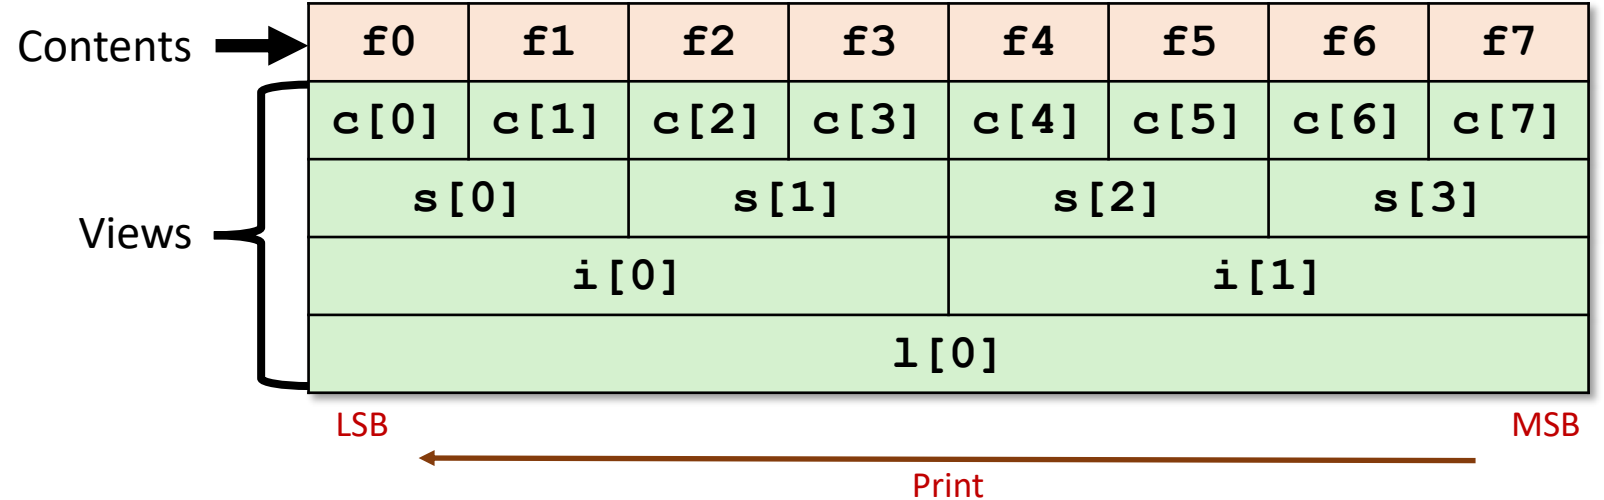 Contents f0 f1 f2 f3 f4 f5 f6 f7
c[0] c[1] c[2] c[3] c[4] c[5] c[6] c[7]
Views
s[0] s[1] s[2] s[3]
i[0] i[1]
l[0]
LSB MSB
Print